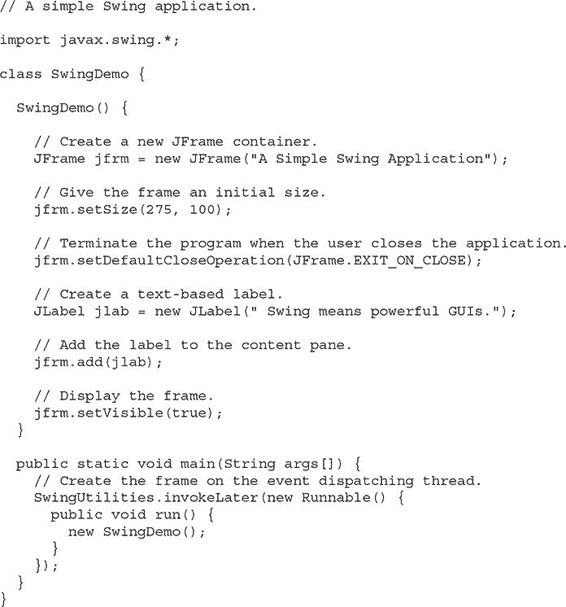 // A simple Swing application.
import javax.swing.*;
class SwingDemo {
  SwingDemo() {
    // Create a new JFrame container.
    JFrame jfrm = new JFrame("A Simple Swing Application");
    // Give the frame an initial size.
    jfrm.setSize(275, 100);
    // Terminate the program when the user closes the application.
    jfrm.setDefaultCloseOperation(JFrame.EXIT_ON_CLOSE);
    // Create a text-based label.
    JLabel jlab = new JLabel(" Swing means powerful GUIs.");
    // Add the label to the content pane.
    jfrm.add(jlab);
    // Display the frame.
    jfrm.setVisible(true);
  }
  public static void main(String args[]) {
    // Create the frame on the event dispatching thread.
    SwingUtilities.invokeLater(new Runnable() {
      public void run() {
        new SwingDemo();
      }
    });
  }
}